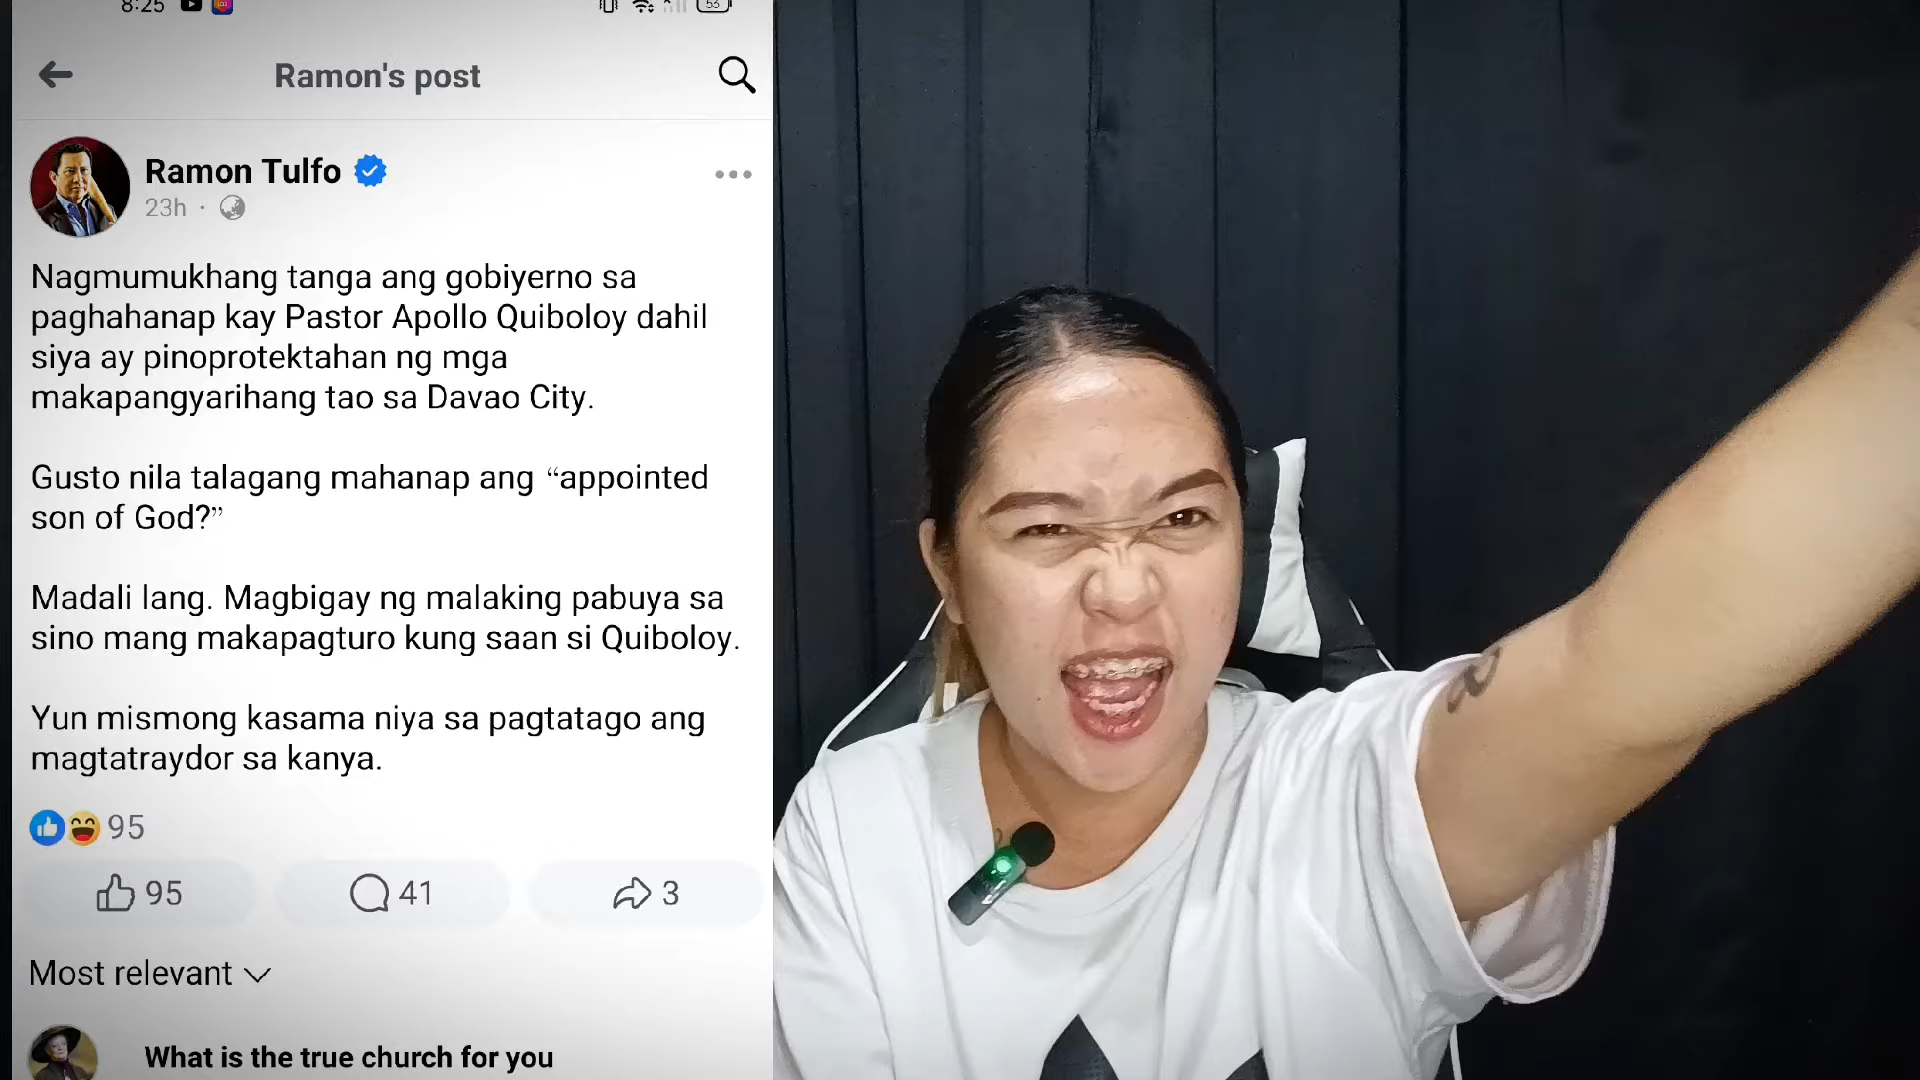 8:25
53
Ramon's post
Ramon Tulfo
23h ·
Nagmumukhang tanga ang gobiyerno sa
paghahanap kay Pastor Apollo Quiboloy dahil
siya ay pinoprotektahan ng mga
makapangyarihang tao sa Davao City.
Gusto nila talagang mahanap ang “appointed
son of God?”
Madali lang. Magbigay ng malaking pabuya sa
sino mang makapagturo kung saan si Quiboloy.
Yun mismong kasama niya sa pagtatago ang
magtatraydor sa kanya.
95
95
41
3
Most relevant
What is the true church for you